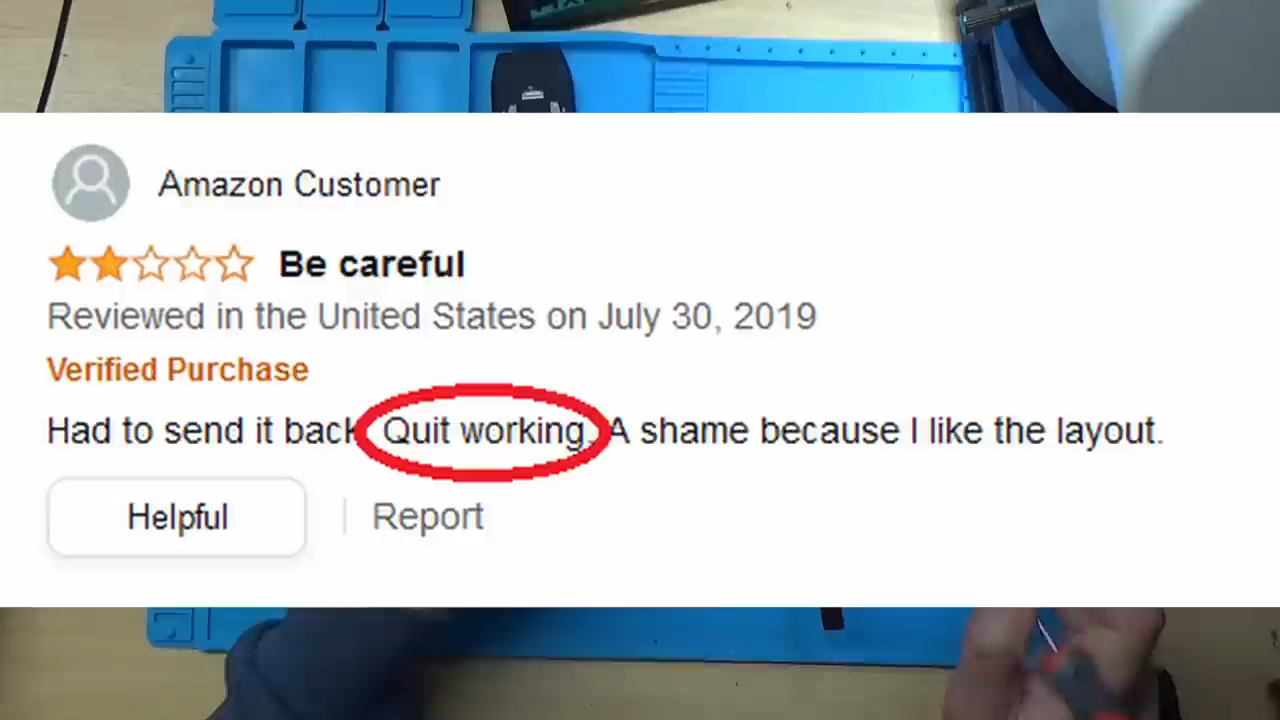 Amazon Customer
Be careful
Reviewed in the United States on July 30, 2019
Verified Purchase
Had to send it back. Quit working. A shame because I like the layout.
Helpful
Report